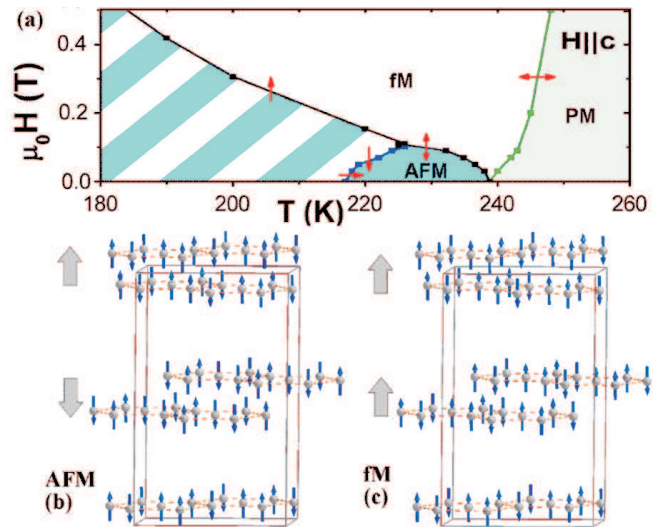 (a)
0.4
0.2
0.0
μ₀H (T)
fM
H||c
PM
AFM
180
200
220
240
260
T (K)
AFM
(b)
fM
(c)